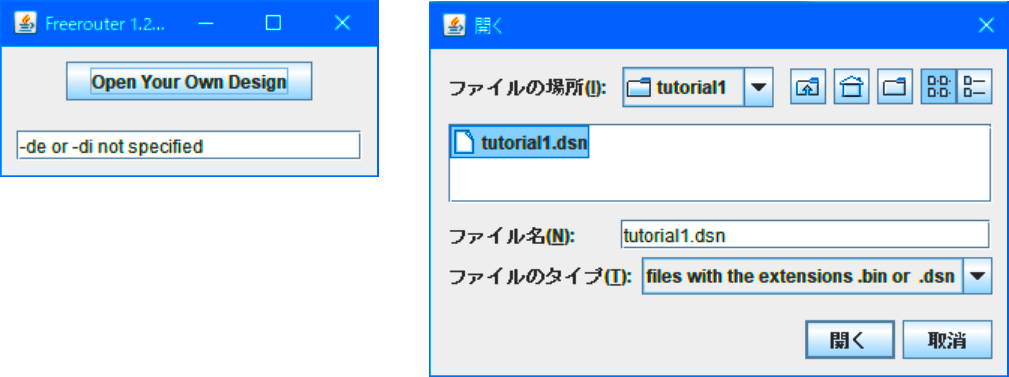 Freerouter 1.2...
Open Your Own Design
-de or -di not specified
開く
ファイルの場所(I): tutorial1
tutorial1.dsn
ファイル名(N): tutorial1.dsn
ファイルのタイプ(T): files with the extensions .bin or .dsn
開く 取消